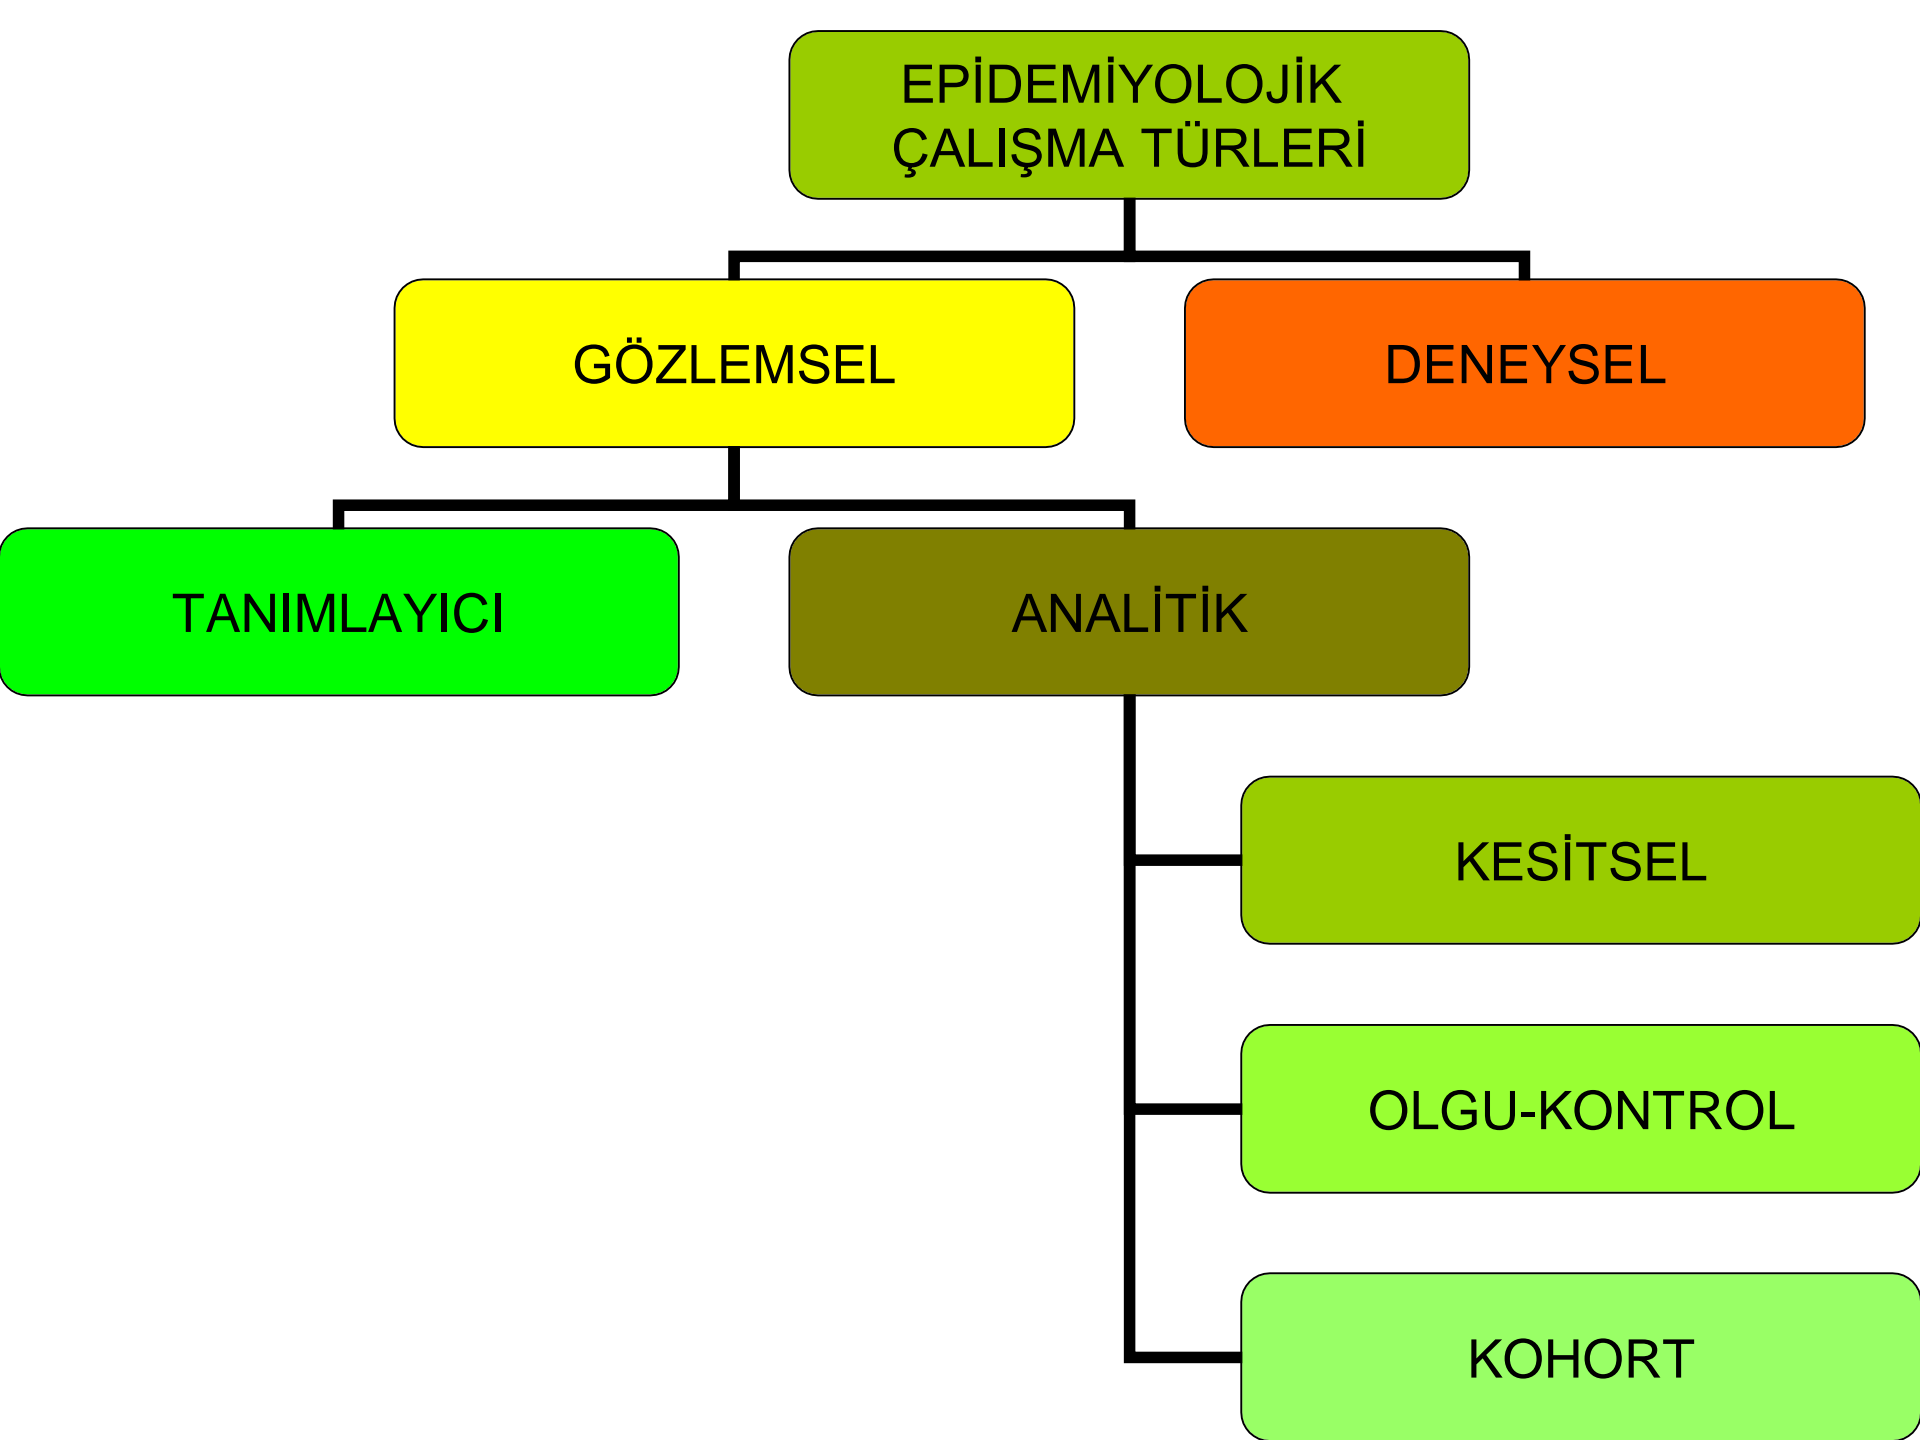 EPİDEMİYOLOJİK
ÇALIŞMA TÜRLERİ
GÖZLEMSEL
DENEYSEL
TANIMLAYICI
ANALİTİK
KESİTSEL
OLGU-KONTROL
KOHORT